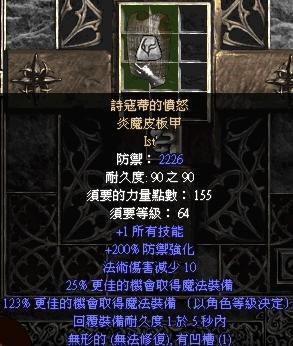 詩寇蒂的憤怒
炎魔皮板甲
Ist
防禦： 2226
耐久度: 90 之 90
須要的力量點數： 155
須要等級： 64
+1 所有技能
+200% 防禦強化
法術傷害減少 10
25% 更佳的機會取得魔法裝備
123% 更佳的機會取得魔法裝備 （以角色等級決定）
回覆裝備耐久度 1 於 5 秒內
無形的 (無法修復), 有凹槽 (1)